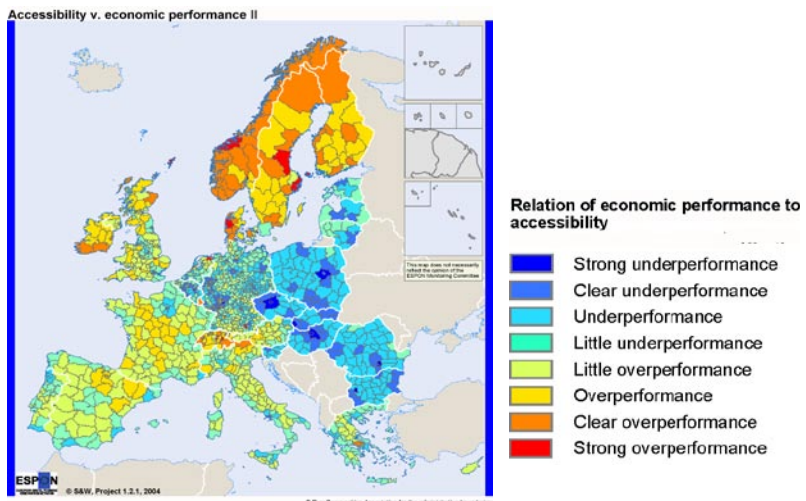 Accessibility v. economic performance II
This map does not necessarily
reflect the opinion of the
ESPON Monitoring Committee
Relation of economic performance to
accessibility
Strong underperformance
Clear underperformance
Underperformance
Little underperformance
Little overperformance
Overperformance
Clear overperformance
Strong overperformance
ESPON
© S&W, Project 1.2.1, 2004